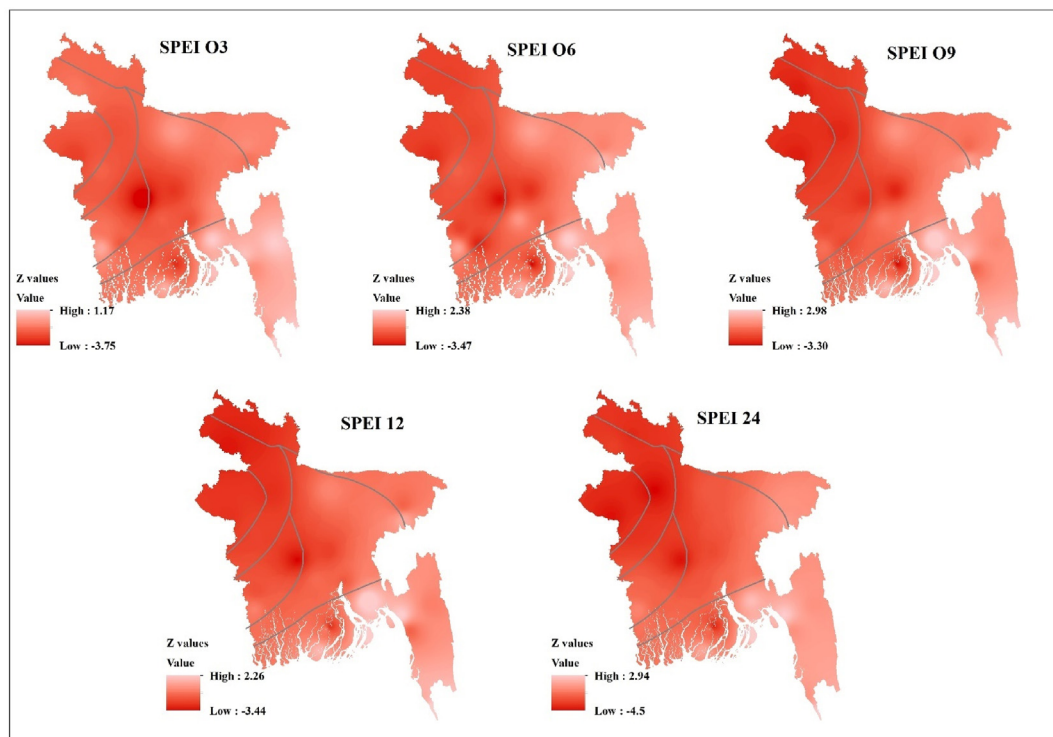 SPEI O3
Z values
Value
High : 1.17
Low : -3.75
SPEI O6
Z values
Value
High : 2.38
Low : -3.47
SPEI O9
Z values
Value
High : 2.98
Low : -3.30
SPEI 12
Z values
Value
High : 2.26
Low : -3.44
SPEI 24
Z values
Value
High : 2.94
Low : -4.5